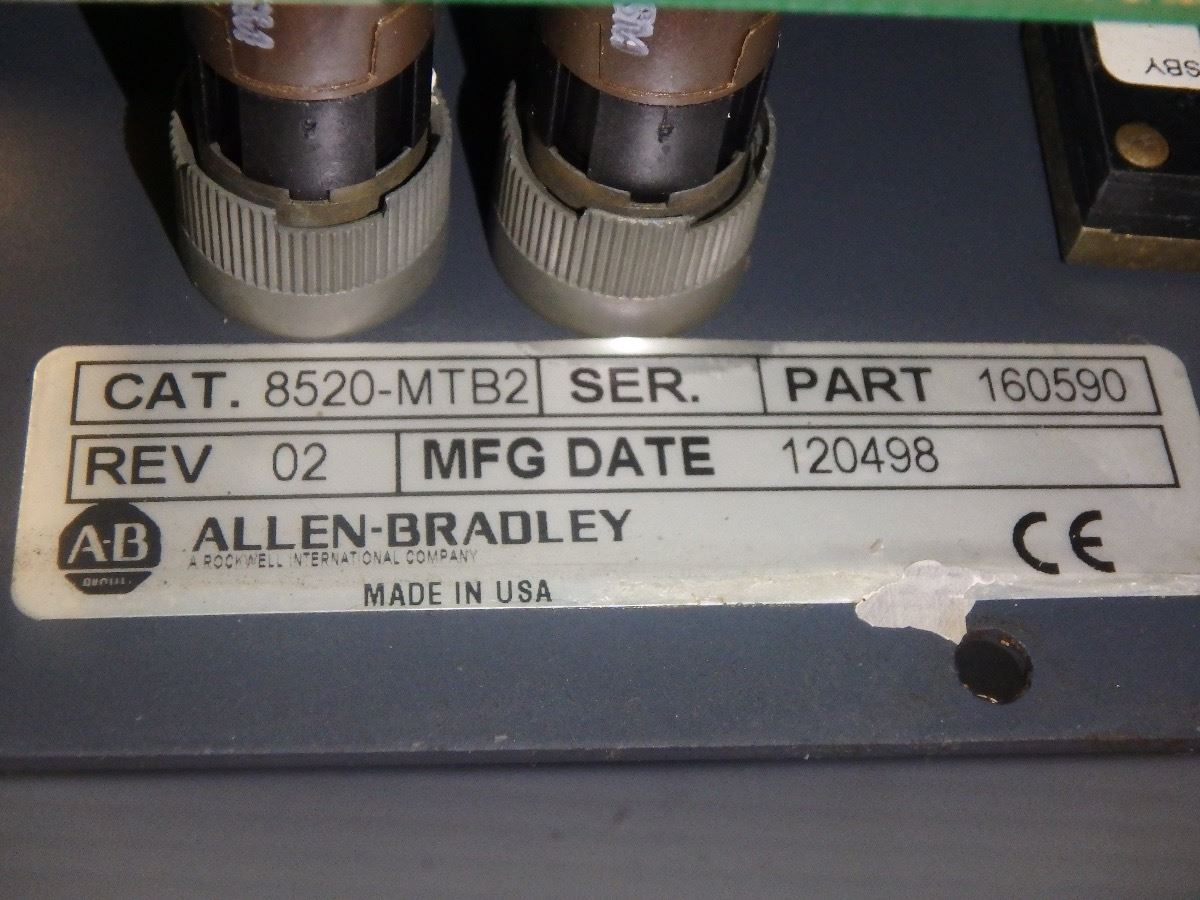 SBY
CAT. 8520-MTB2 SER. PART 160590
REV 02 MFG DATE 120498
A-B
ALLEN-BRADLEY
A ROCKWELL INTERNATIONAL COMPANY
MADE IN USA
CE